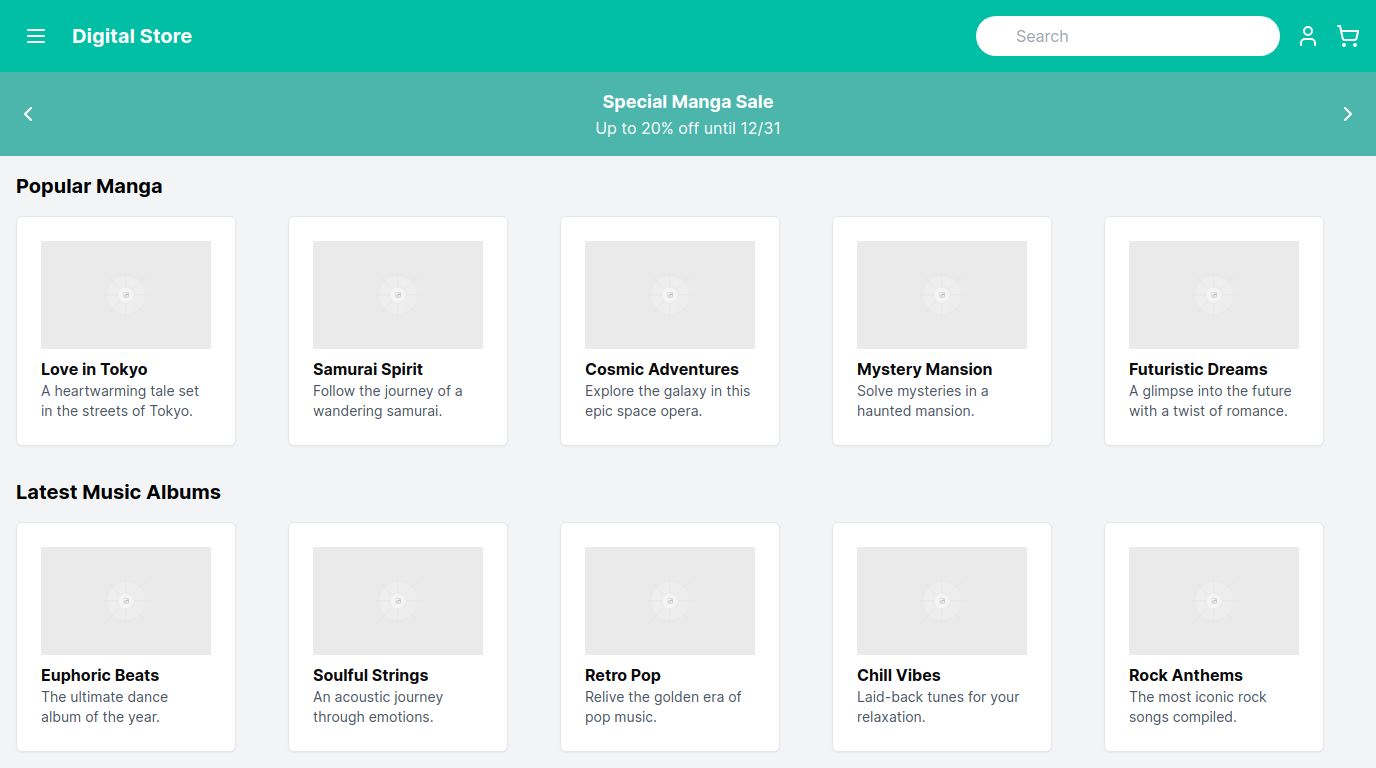 Digital Store
Search
Special Manga Sale
Up to 20% off until 12/31
Popular Manga
Love in Tokyo
A heartwarming tale set
in the streets of Tokyo.
Samurai Spirit
Follow the journey of a
wandering samurai.
Cosmic Adventures
Explore the galaxy in this
epic space opera.
Mystery Mansion
Solve mysteries in a
haunted mansion.
Futuristic Dreams
A glimpse into the future
with a twist of romance.
Latest Music Albums
Euphoric Beats
The ultimate dance
album of the year.
Soulful Strings
An acoustic journey
through emotions.
Retro Pop
Relive the golden era of
pop music.
Chill Vibes
Laid-back tunes for your
relaxation.
Rock Anthems
The most iconic rock
songs compiled.